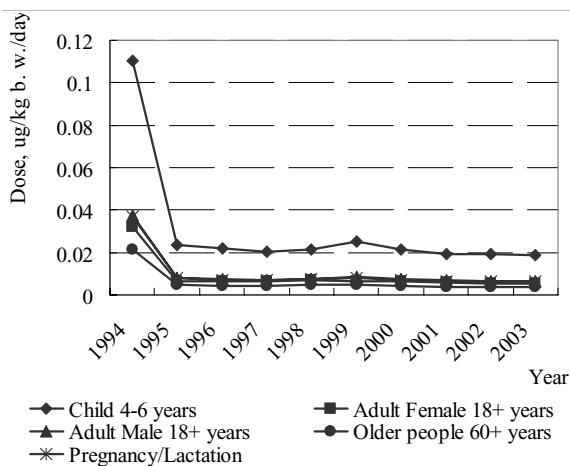 Dose, ug/kg b. w./day
0.12
0.1
0.08
0.06
0.04
0.02
0
1994 1995 1996 1997 1998 1999 2000 2001 2002 2003
Year
Child 4-6 years Adult Female 18+ years
Adult Male 18+ years Older people 60+ years
Pregnancy/Lactation